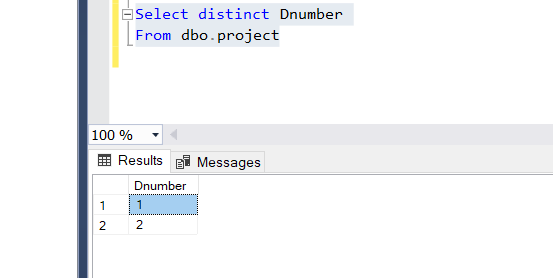 Select distinct Dnumber
From dbo.project
100 %
Results Messages
Dnumber
1 1
2 2